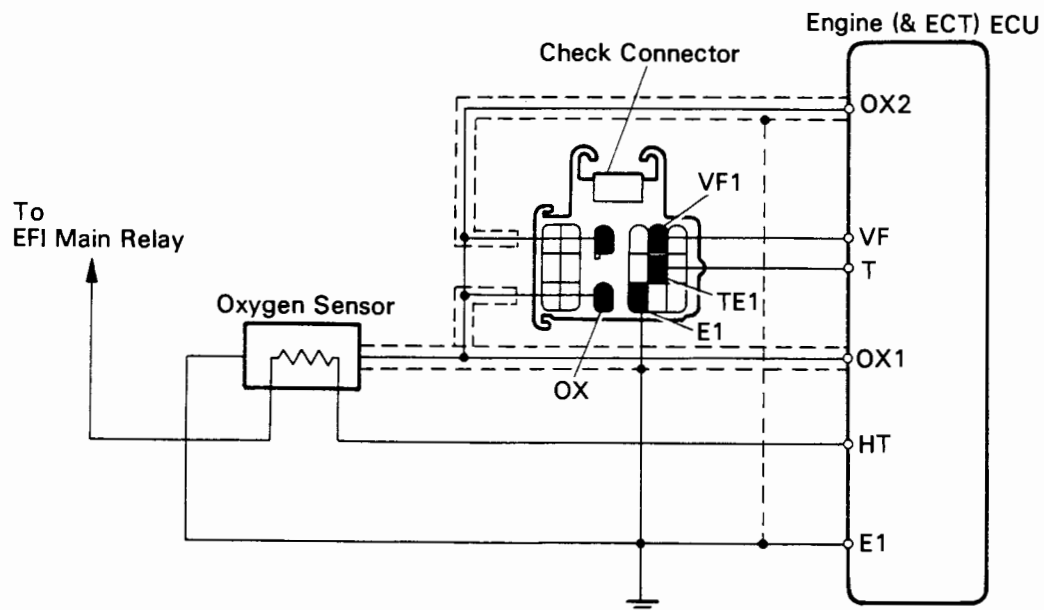 Engine (& ECT) ECU
Check Connector
OX2
VF1
To
EFI Main Relay
VF
T
Oxygen Sensor
TE1
E1
OX1
OX
HT
E1